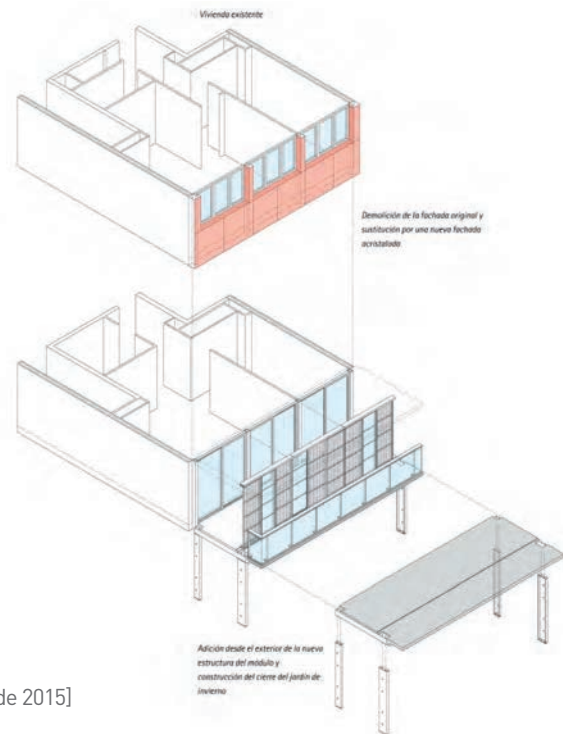 Vivienda existente
Demolición de la fachada original y
sustitución por una nueva fachada
acristalada
Adición desde el exterior de la nueva
estructura del módulo y
construcción del cierre del jardín de
invierno
de 2015]